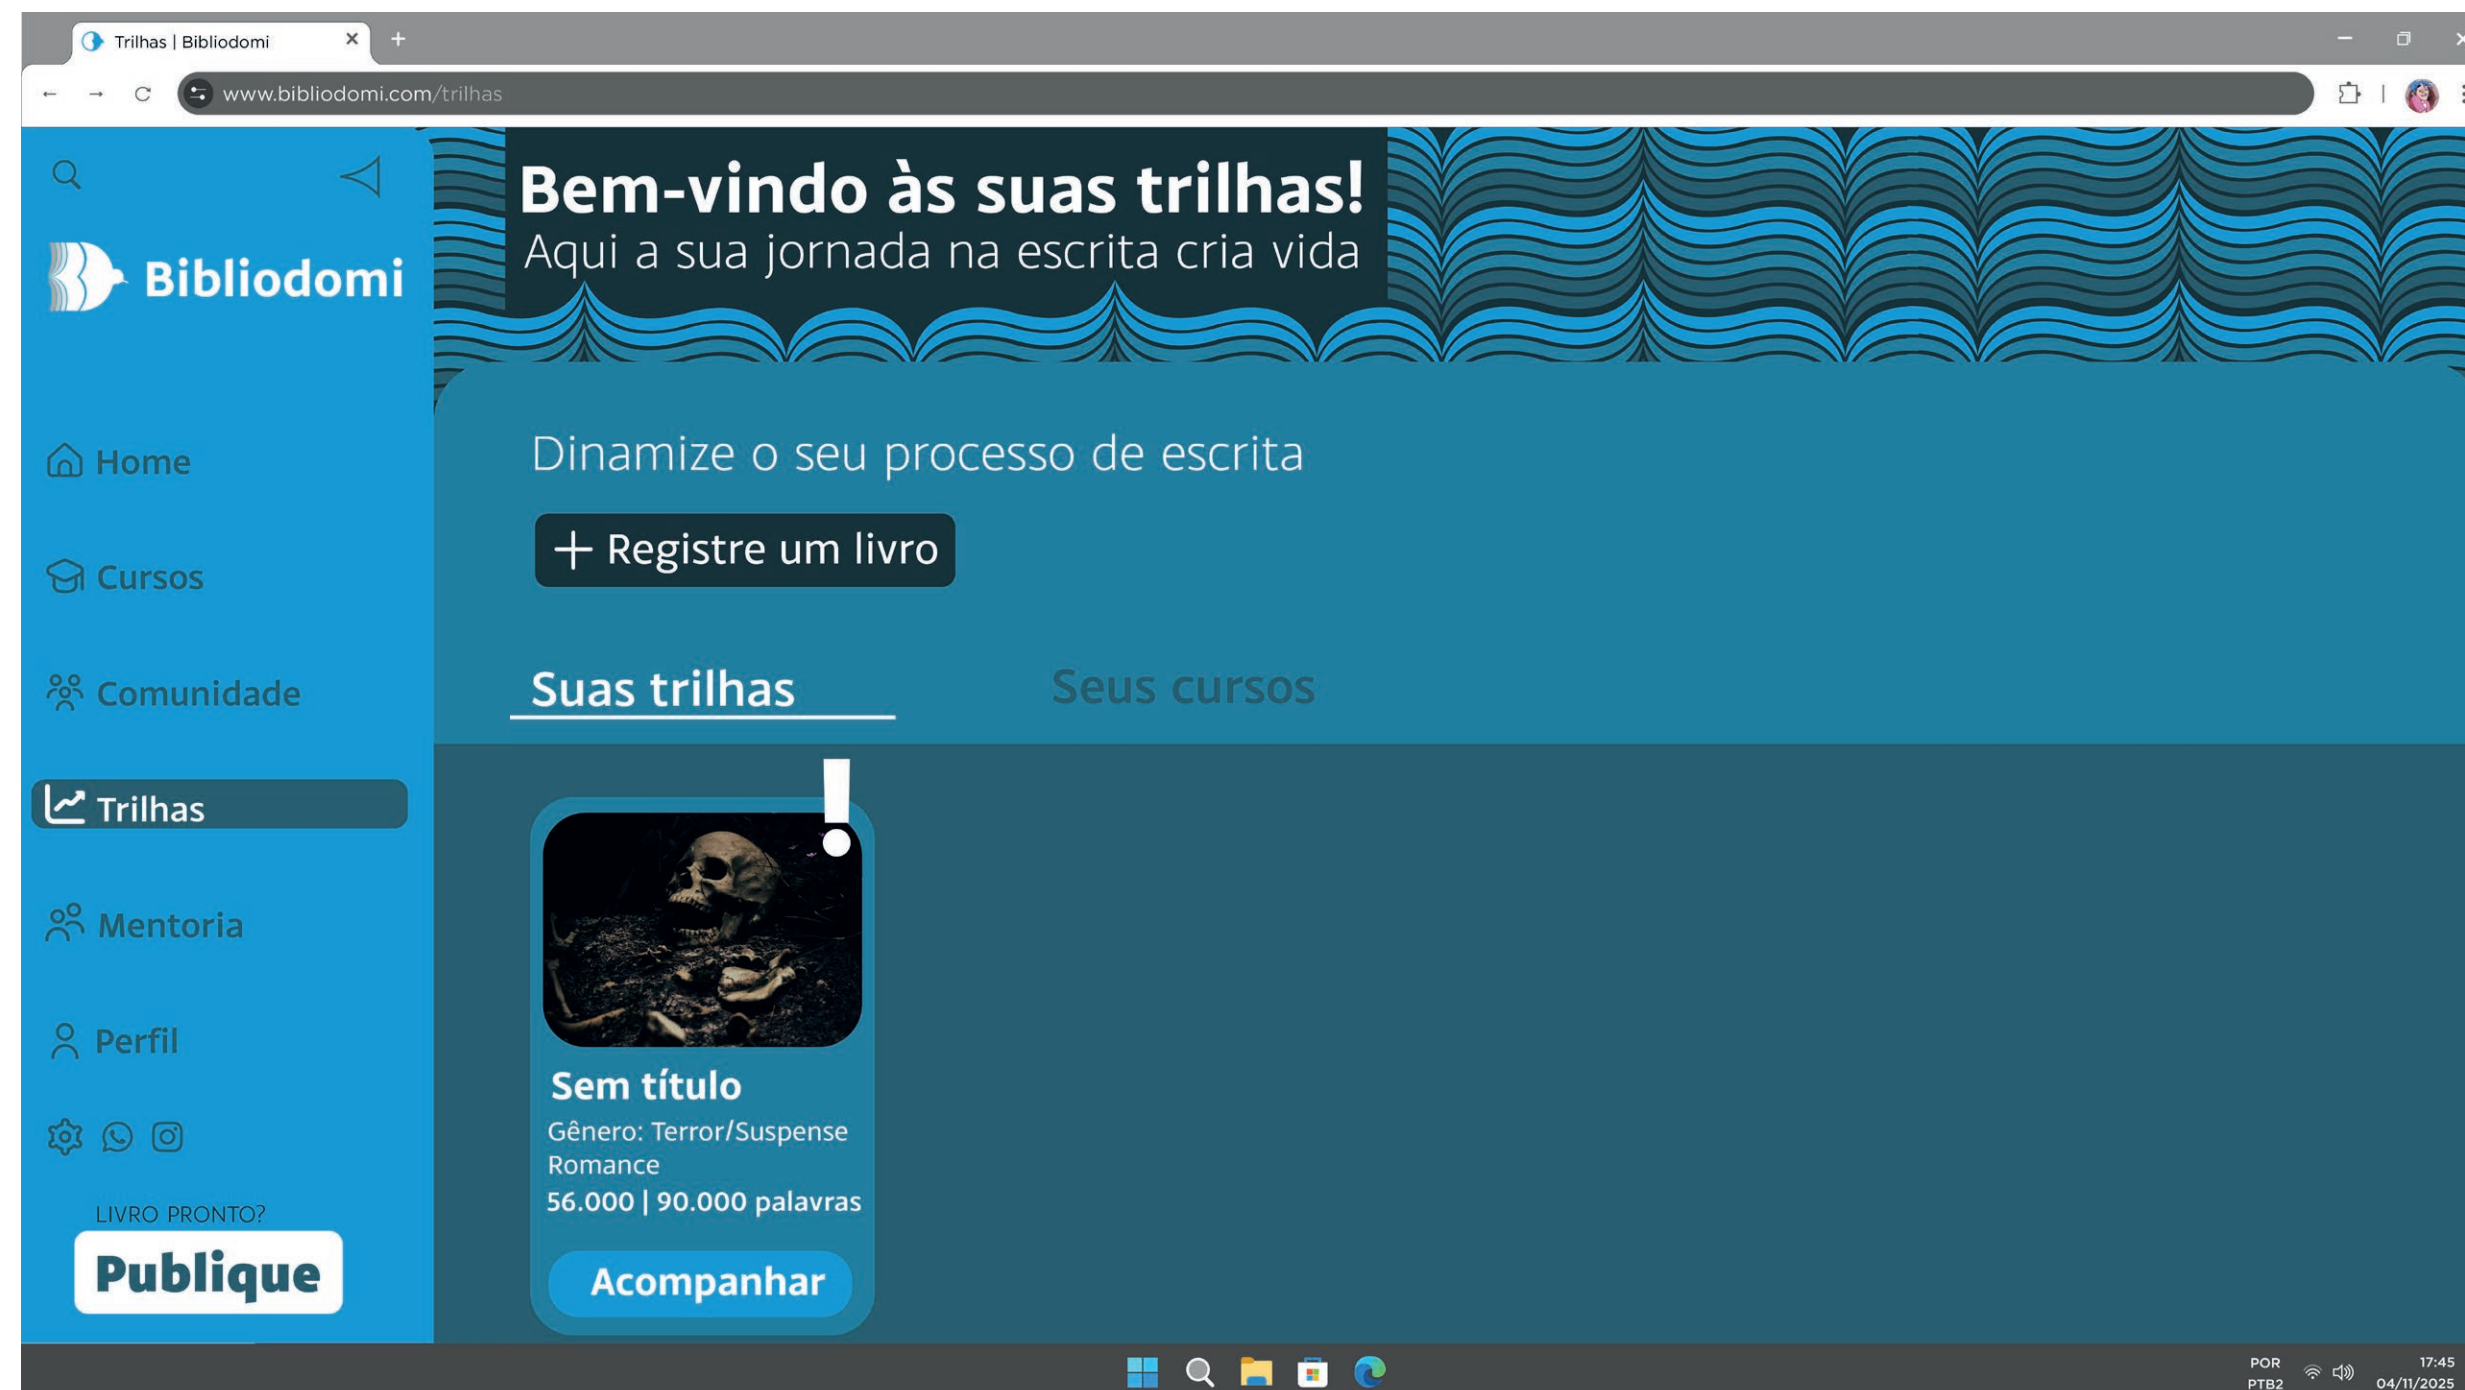 Trilhas | Bibliodomi
www.bibliodomi.com/trilhas
Bibliodomi
Home
Cursos
Comunidade
Trilhas
Mentoria
Perfil
LIVRO PRONTO?
Publique
Bem-vindo às suas trilhas!
Aqui a sua jornada na escrita cria vida
Dinamize o seu processo de escrita
+ Registre um livro
Suas trilhas
Seus cursos
!
Sem título
Gênero: Terror/Suspense
Romance
56.000 | 90.000 palavras
Acompanhar
POR
PTB2
17:45
04/11/2025